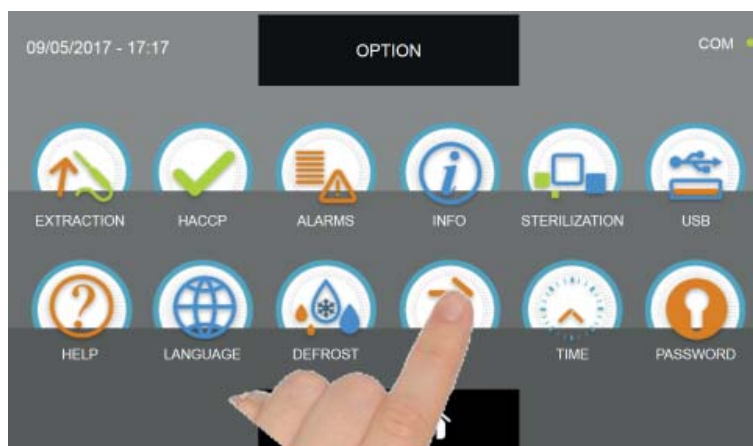 09/05/2017 - 17:17
OPTION
COM
EXTRACTION
HACCP
ALARMS
INFO
STERILIZATION
USB
HELP
LANGUAGE
DEFROST
TIME
PASSWORD